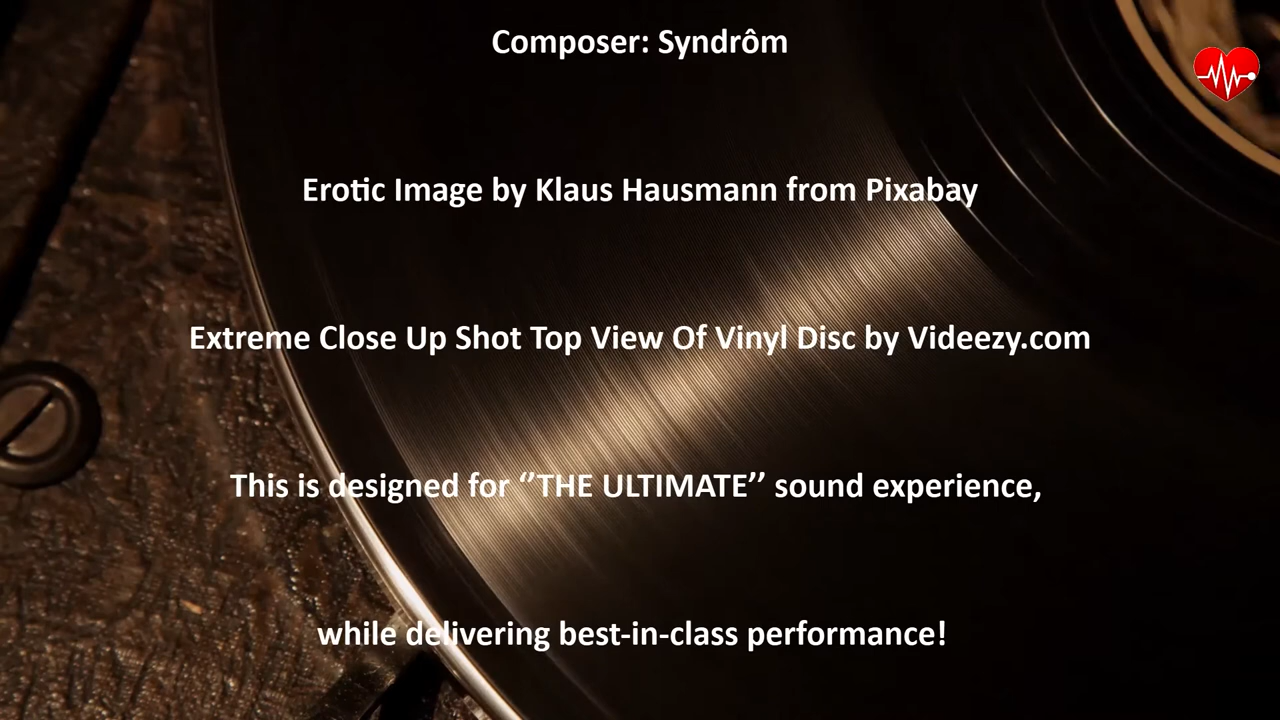 Composer: Syndrôm
Erotic Image by Klaus Hausmann from Pixabay
Extreme Close Up Shot Top View Of Vinyl Disc by Videezy.com
This is designed for ‘’THE ULTIMATE’’ sound experience,
while delivering best-in-class performance!